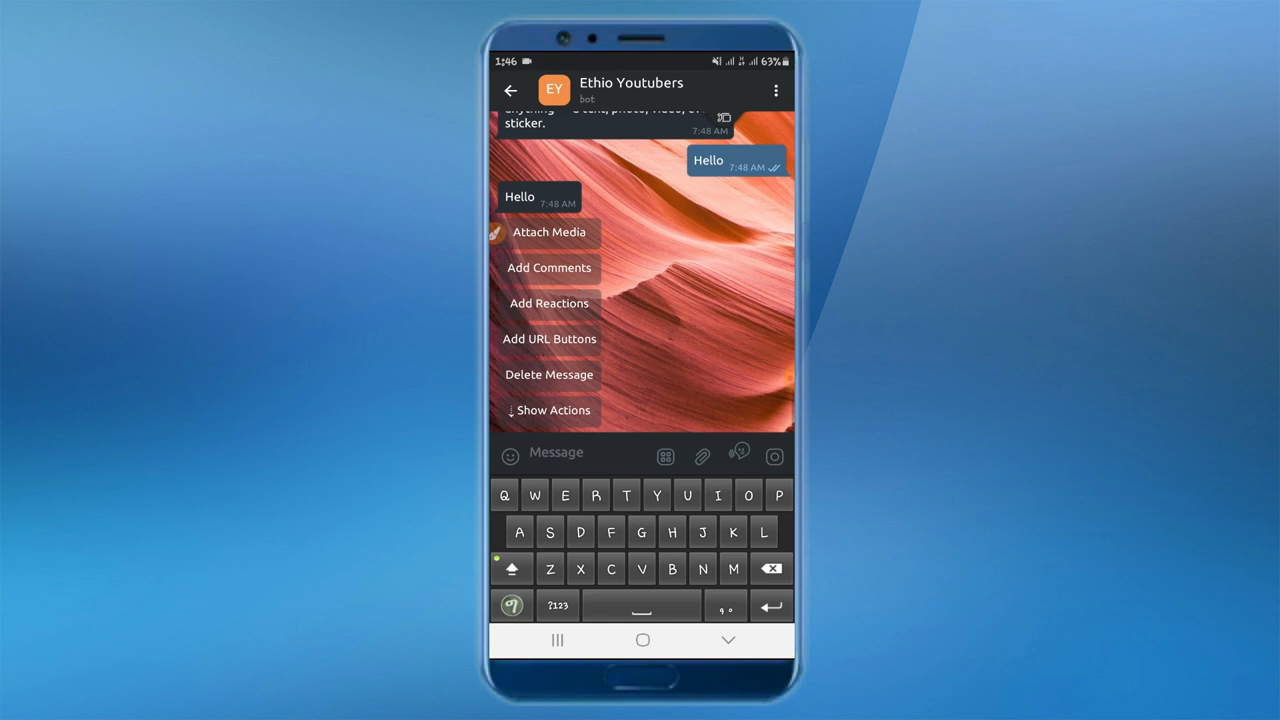 1:46
63%
EY
Ethio Youtubers
bot
sticker.
7:48 AM
Hello
7:48 AM
Hello
7:48 AM
Attach Media
Add Comments
Add Reactions
Add URL Buttons
Delete Message
↓ Show Actions
Message
Q W E R T Y U I O P
A S D F G H J K L
Z X C V B N M
?123